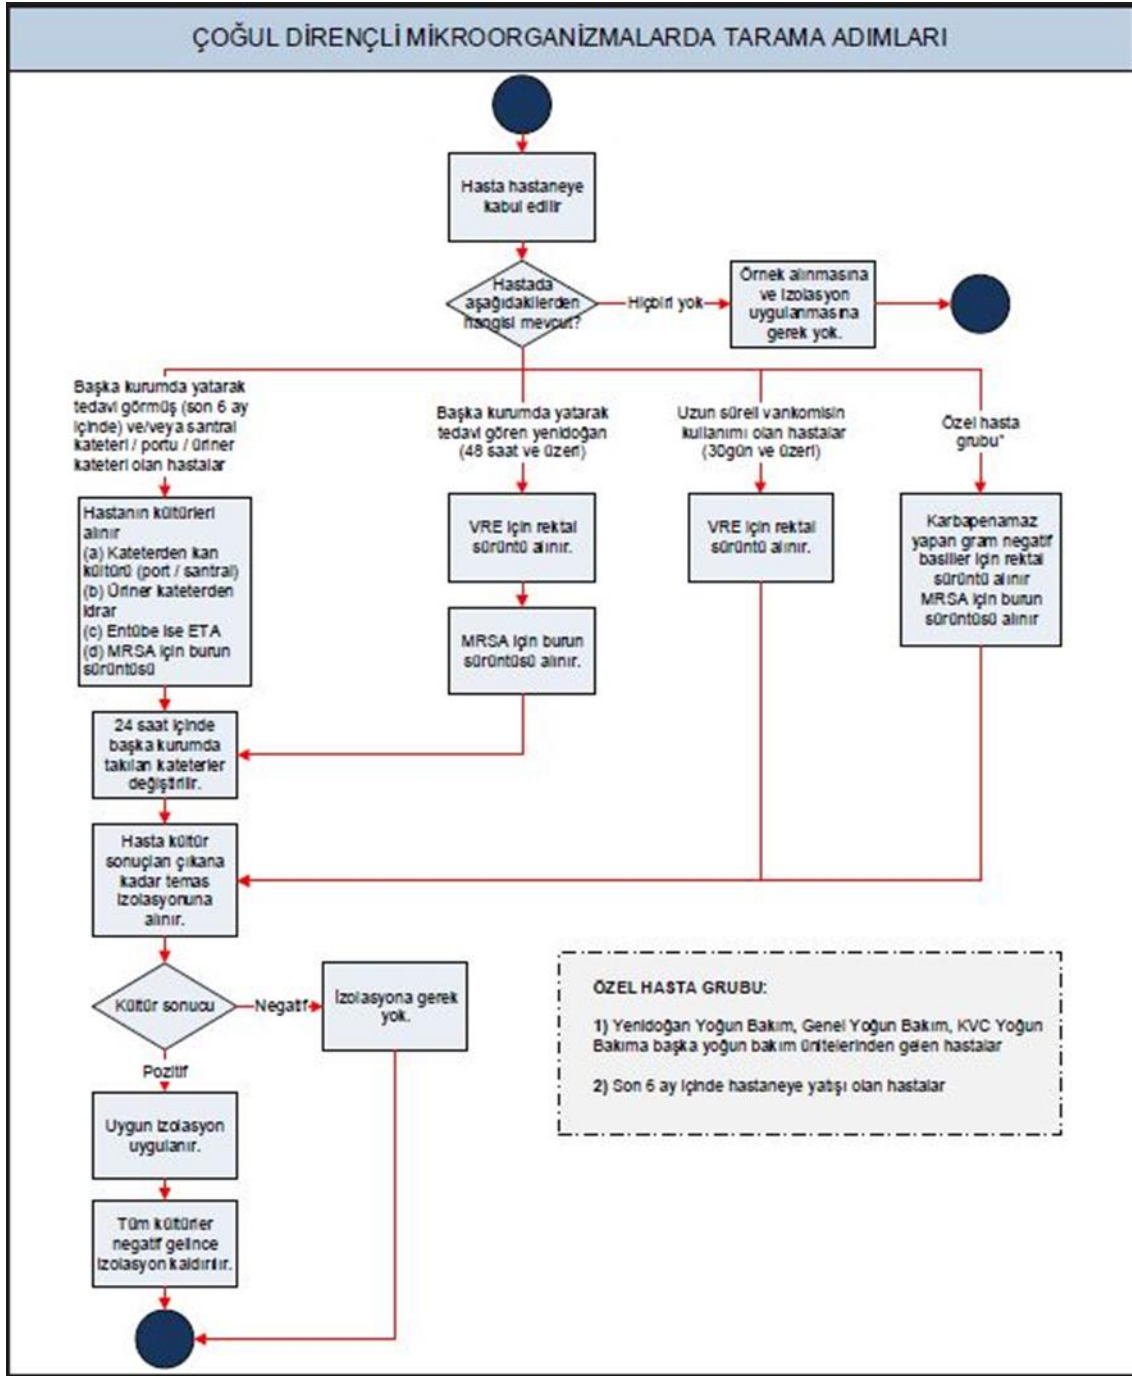 ÇOĞUL DİRENÇLİ MİKROORGANİZMALARDA TARAMA ADIMLARI
Hasta hastaneye
kabul edilir
Hastada
aşağıdakilerden
hangisi mevcut?
Hiçbiri yok
Örnek alınmasına
ve izolasyon
uygulanmasına
gerek yok.
Başka kurumda yatarak
tedavi görmüş (son 6 ay
içinde) ve/veya santral
kateteri / portu / üriner
kateteri olan hastalar
Başka kurumda yatarak
tedavi gören yenidoğan
(48 saat ve üzeri)
Uzun süreli vankomisin
kullanımı olan hastalar
(30gün ve üzeri)
Özel hasta
grubu*
Hastanın kültürleri
alınır
(a) Kateterden kan
kültürü (port / santral)
(b) Üriner kateterden
idrar
(c) Entübe ise ETA
(d) MRSA için burun
sürüntüsü
VRE için rektal
sürüntü alınır.
VRE için rektal
sürüntü alınır.
Karbapenamaz
yapan gram negatif
basiller için rektal
sürüntü alınır
MRSA için burun
sürüntüsü alınır
MRSA için burun
sürüntüsü alınır.
24 saat içinde
başka kurumda
takılan kateterler
değiştirilir.
Hasta kültür
sonuçları çıkana
kadar temas
izolasyonuna
alınır.
Kültür sonucu
Negatif
İzolasyona gerek
yok.
Pozitif
Uygun izolasyon
uygulanır.
Tüm kültürler
negatif gelince
izolasyon kaldırılır.
ÖZEL HASTA GRUBU:
1) Yenidoğan Yoğun Bakım, Genel Yoğun Bakım, KVC Yoğun
Bakıma başka yoğun bakım ünitelerinden gelen hastalar
2) Son 6 ay içinde hastaneye yatışı olan hastalar